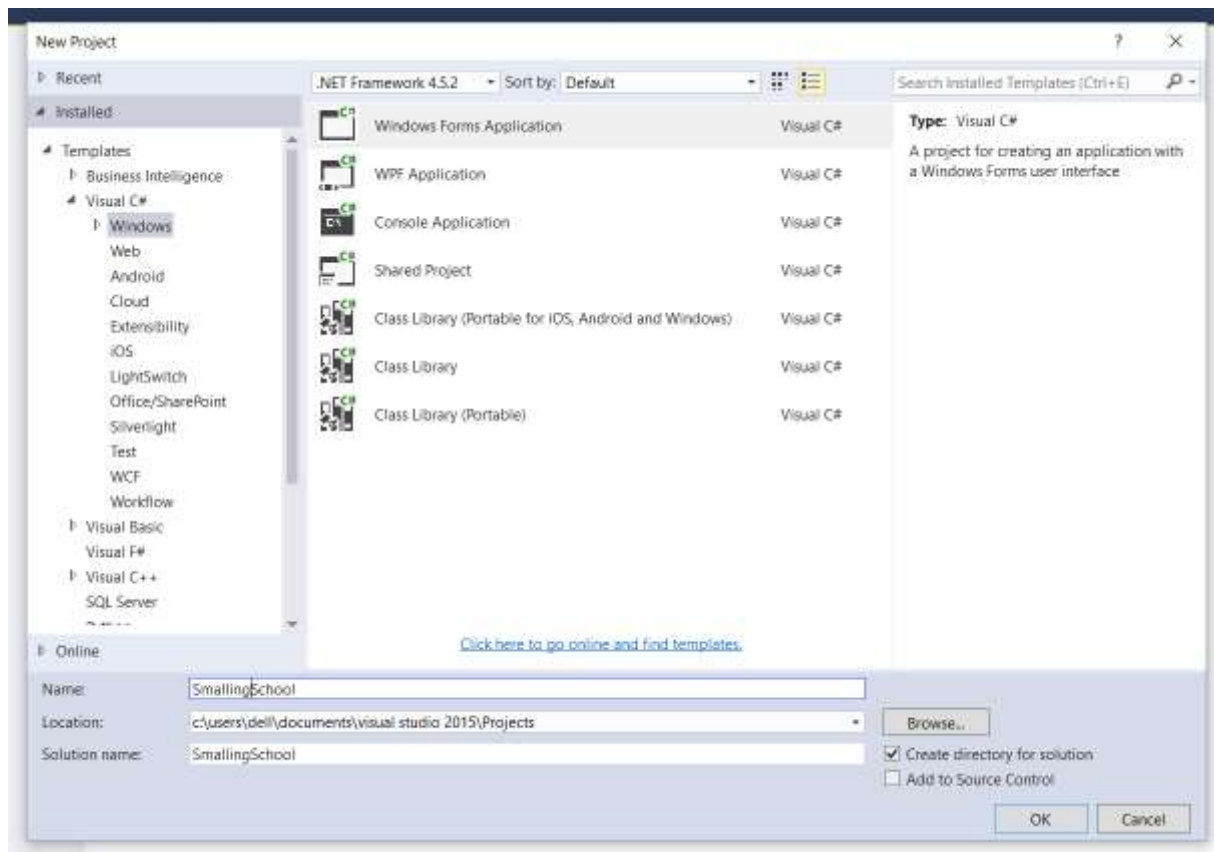 New Project
Recent
.NET Framework 4.5.2
Sort by: Default
Search Installed Templates (Ctrl+E)
Installed
Templates
Business Intelligence
Visual C#
Windows
Web
Android
Cloud
Extensibility
iOS
LightSwitch
Office/SharePoint
Silverlight
Test
WCF
Workflow
Visual Basic
Visual F#
Visual C++
SQL Server
Online
Windows Forms Application Visual C#
WPF Application Visual C#
Console Application Visual C#
Shared Project Visual C#
Class Library (Portable for iOS, Android and Windows) Visual C#
Class Library Visual C#
Class Library (Portable) Visual C#
Click here to go online and find templates.
Type: Visual C#
A project for creating an application with
a Windows Forms user interface
Name: SmallingSchool
Location: c:\users\dell\documents\visual studio 2015\Projects
Browse...
Solution name: SmallingSchool
Create directory for solution
Add to Source Control
OK
Cancel